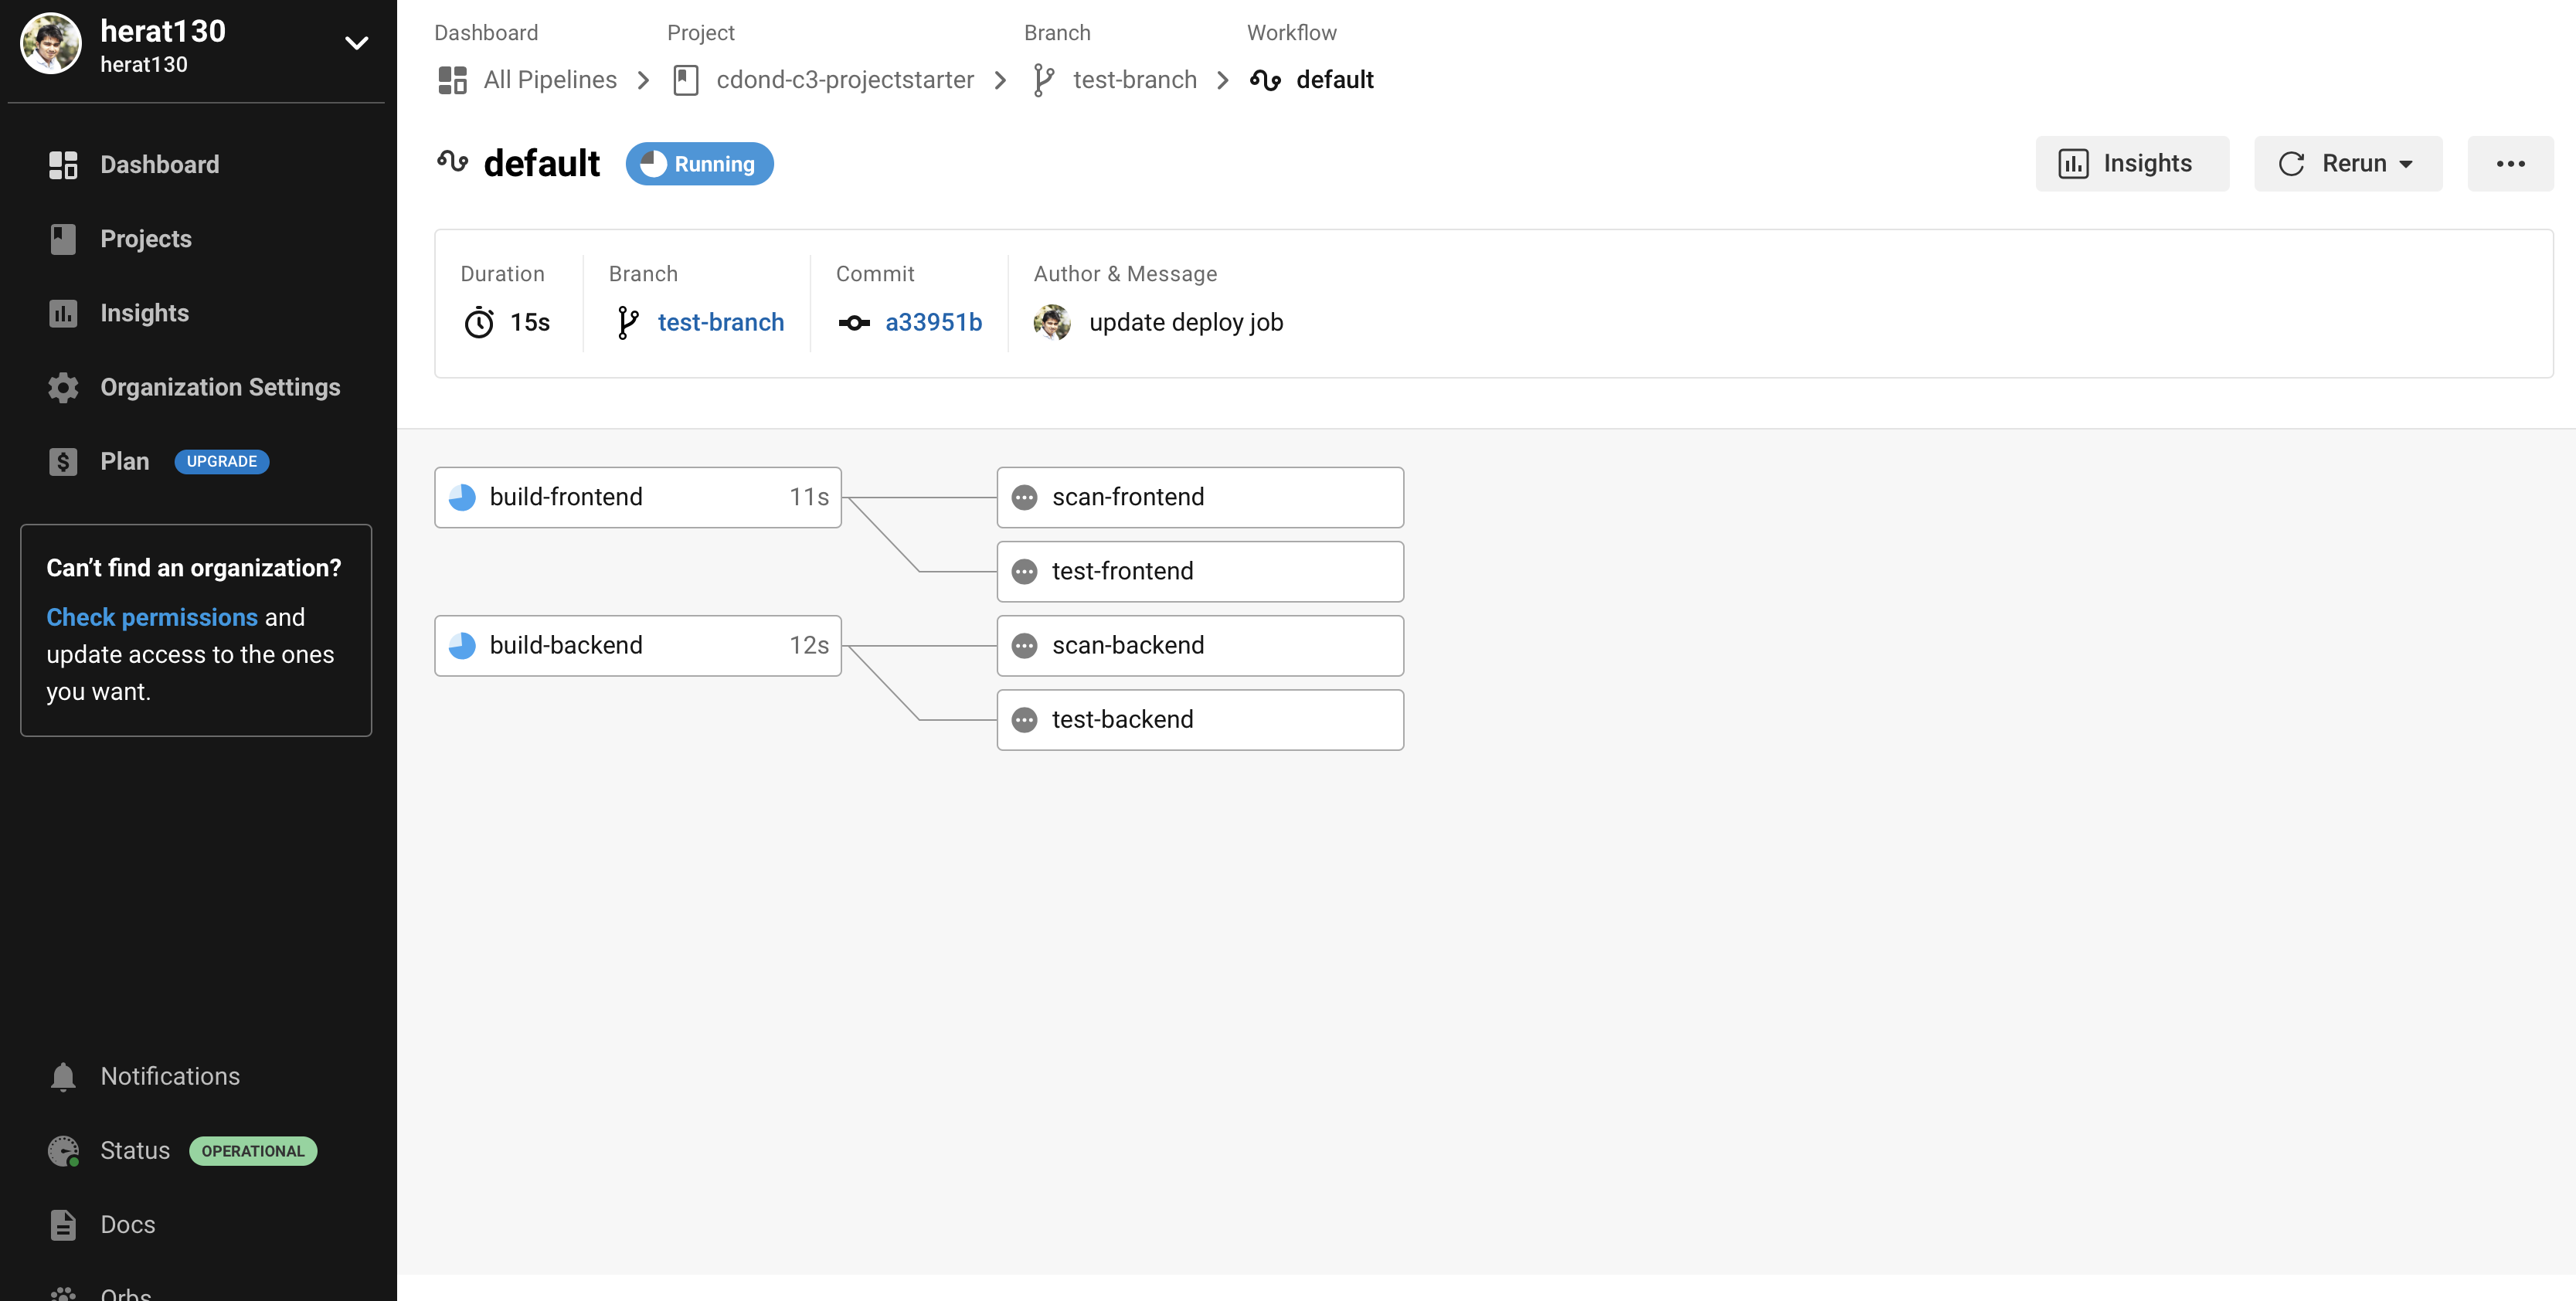 herat130
herat130
Dashboard
Projects
Insights
Organization Settings
Plan UPGRADE
Can’t find an organization?
Check permissions and
update access to the ones
you want.
Notifications
Status OPERATIONAL
Docs
Orbs
Dashboard Project Branch Workflow
All Pipelines cdond-c3-projectstarter test-branch default
default Running
Insights Rerun
Duration Branch Commit Author & Message
15s test-branch a33951b update deploy job
build-frontend 11s scan-frontend
test-frontend
build-backend 12s scan-backend
test-backend